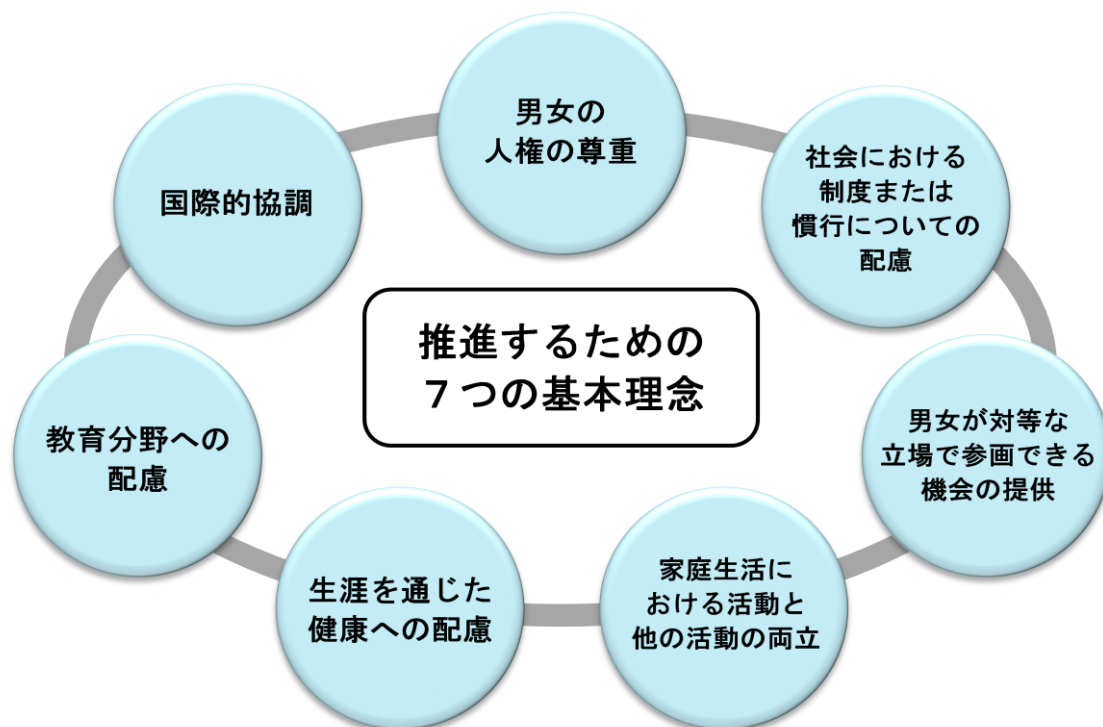 推進するための
７つの基本理念
男女の
人権の尊重
社会における
制度または
慣行についての
配慮
男女が対等な
立場で参画できる
機会の提供
家庭生活に
おける活動と
他の活動の両立
生涯を通じた
健康への配慮
教育分野への
配慮
国際的協調